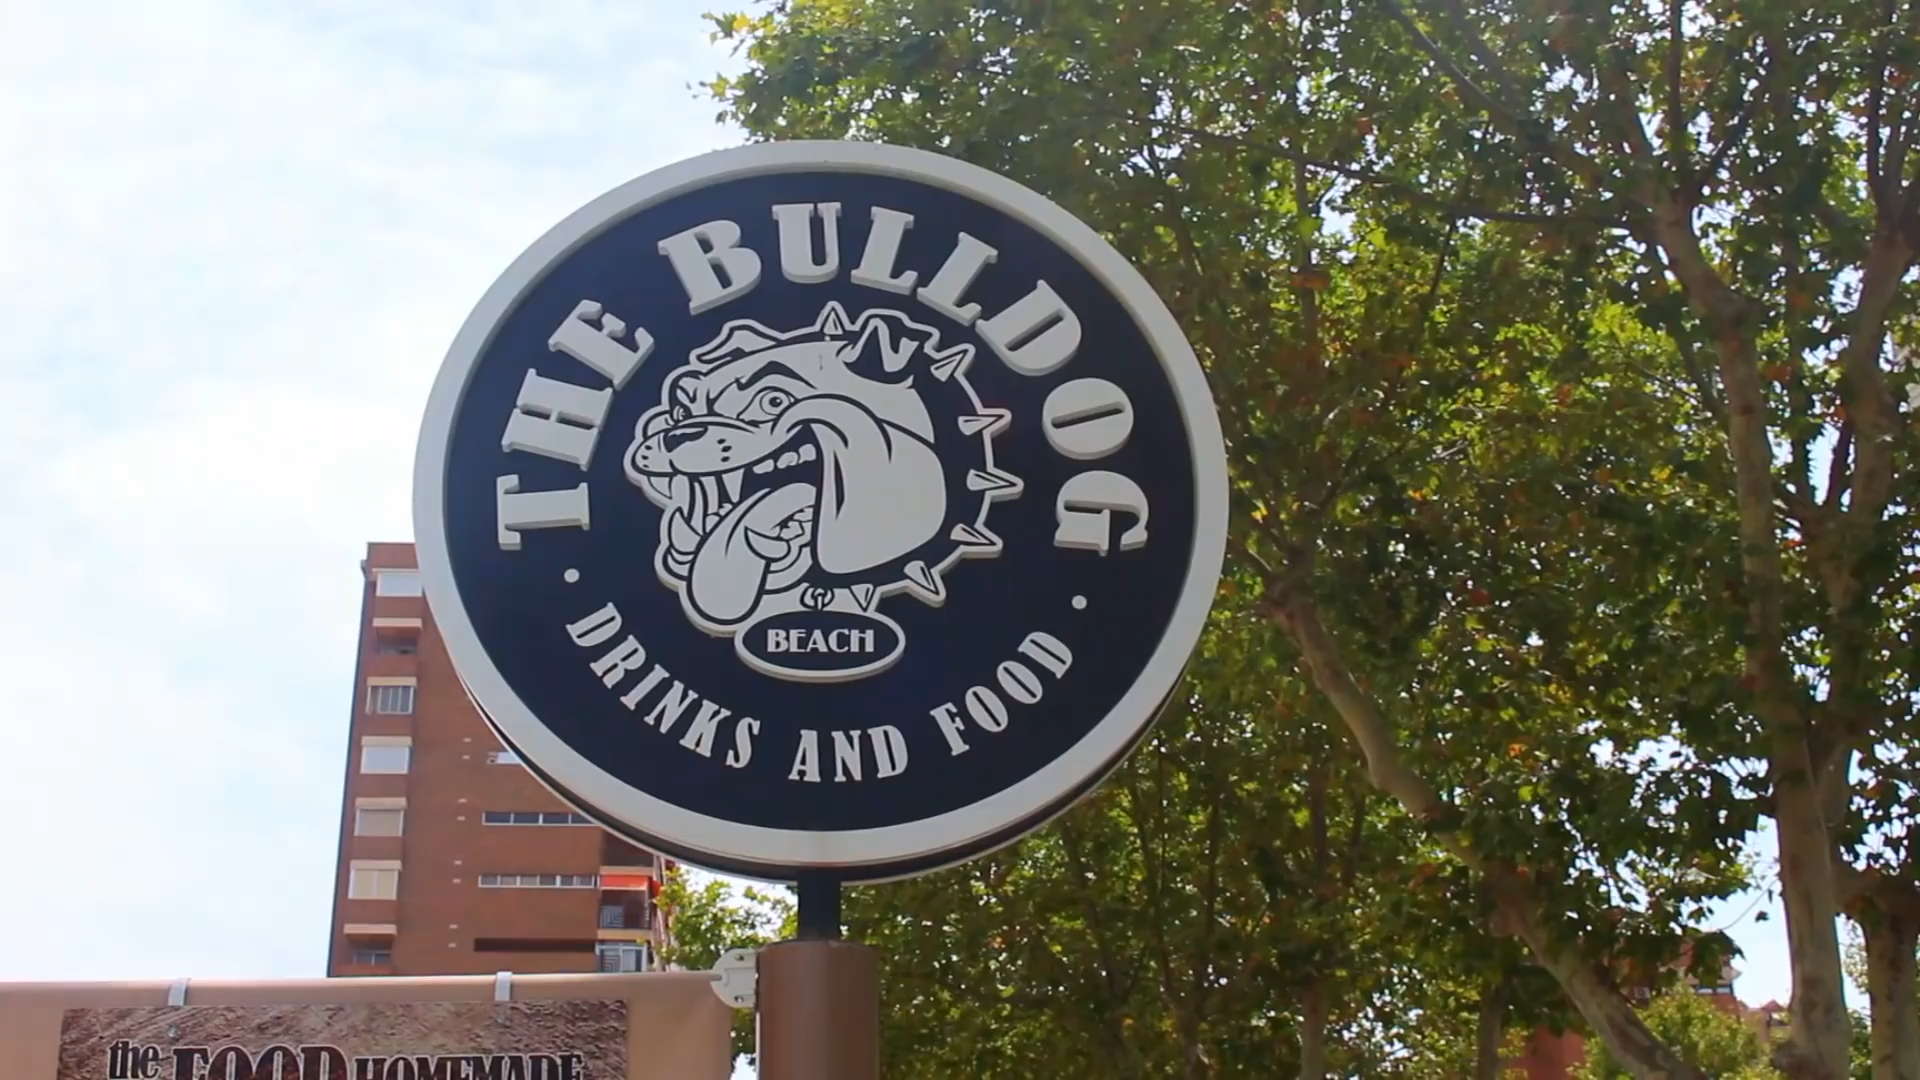 THE BULLDOG
BEACH
• DRINKS AND FOOD •
the FOOD HOMEMADE